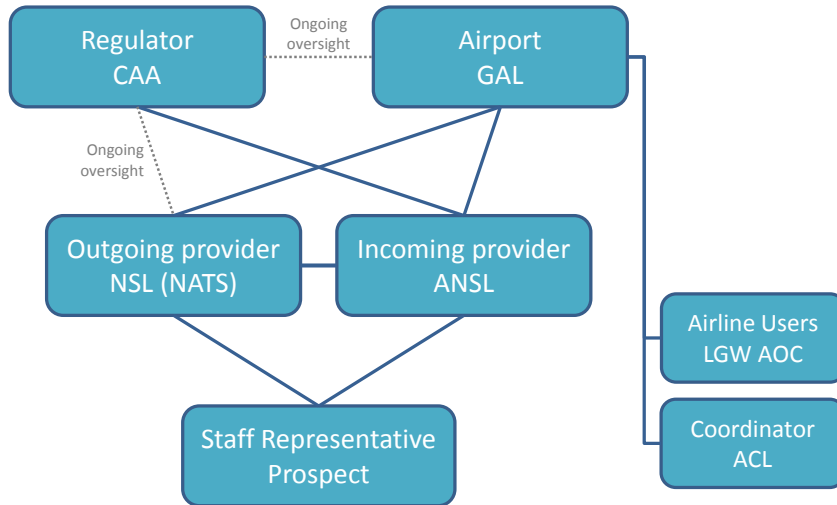 Regulator
CAA
Ongoing
oversight
Airport
GAL
Ongoing
oversight
Outgoing provider
NSL (NATS)
Incoming provider
ANSL
Airline Users
LGW AOC
Staff Representative
Prospect
Coordinator
ACL